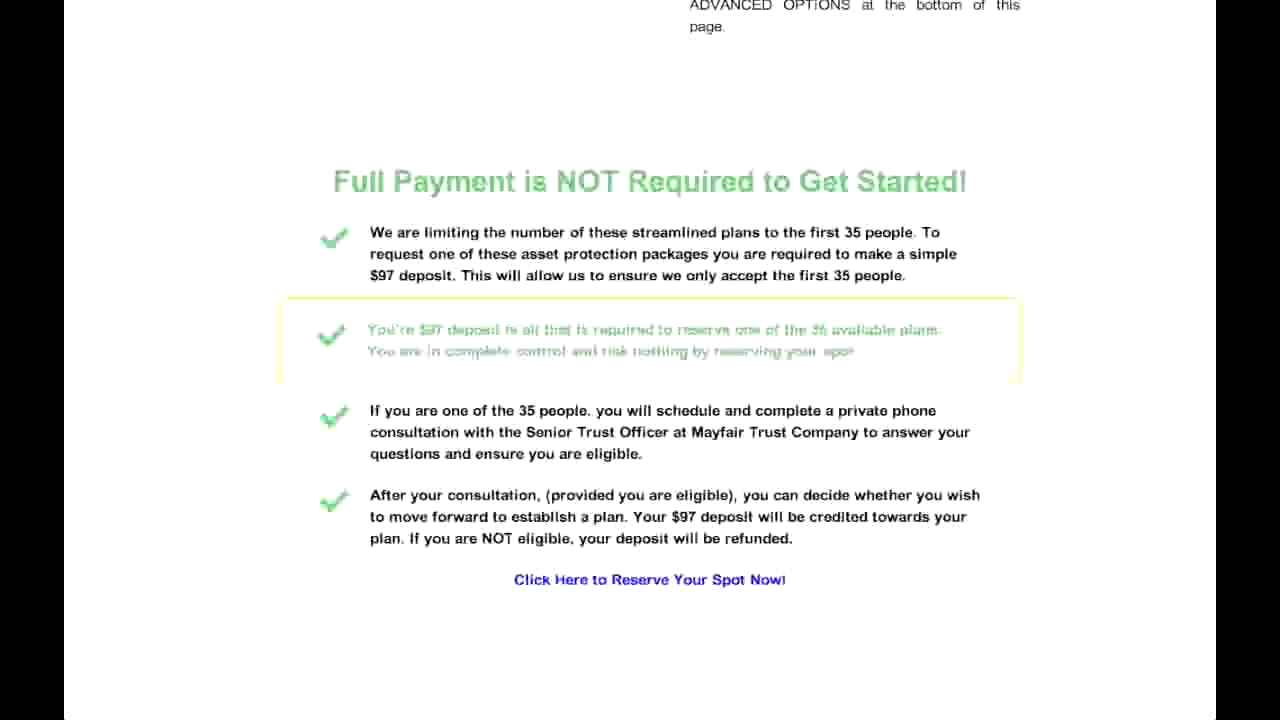 ADVANCED OPTIONS at the bottom of this
page.
Full Payment is NOT Required to Get Started!
We are limiting the number of these streamlined plans to the first 35 people. To
request one of these asset protection packages you are required to make a simple
$97 deposit. This will allow us to ensure we only accept the first 35 people.
You're $97 deposit is all that is required to reserve one of the 35 available plans.
You are in complete control and risk nothing by reserving your spot
If you are one of the 35 people, you will schedule and complete a private phone
consultation with the Senior Trust Officer at Mayfair Trust Company to answer your
questions and ensure you are eligible.
After your consultation, (provided you are eligible), you can decide whether you wish
to move forward to establish a plan. Your $97 deposit will be credited towards your
plan. If you are NOT eligible, your deposit will be refunded.
Click Here to Reserve Your Spot Now!